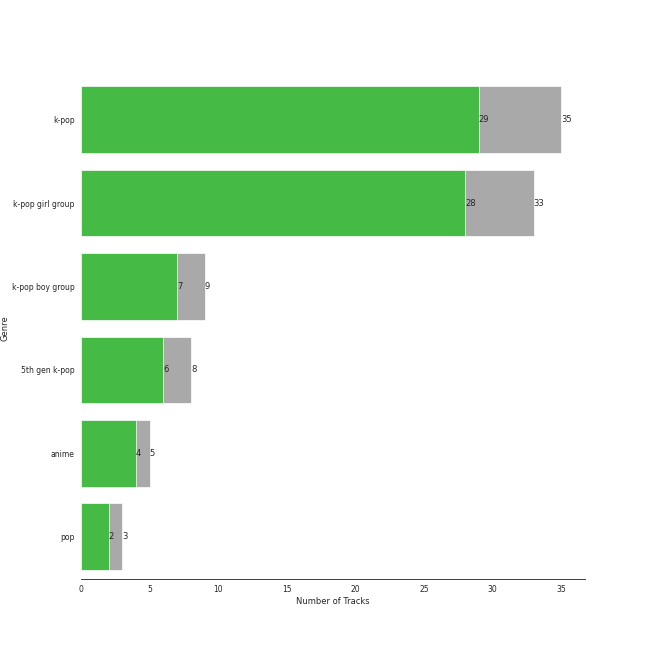 k-pop 29 35
k-pop girl group 28 33
k-pop boy group 7 9
5th gen k-pop 6 8
anime 4 5
pop 2 3
0 5 10 15 20 25 30 35
Number of Tracks
Genre